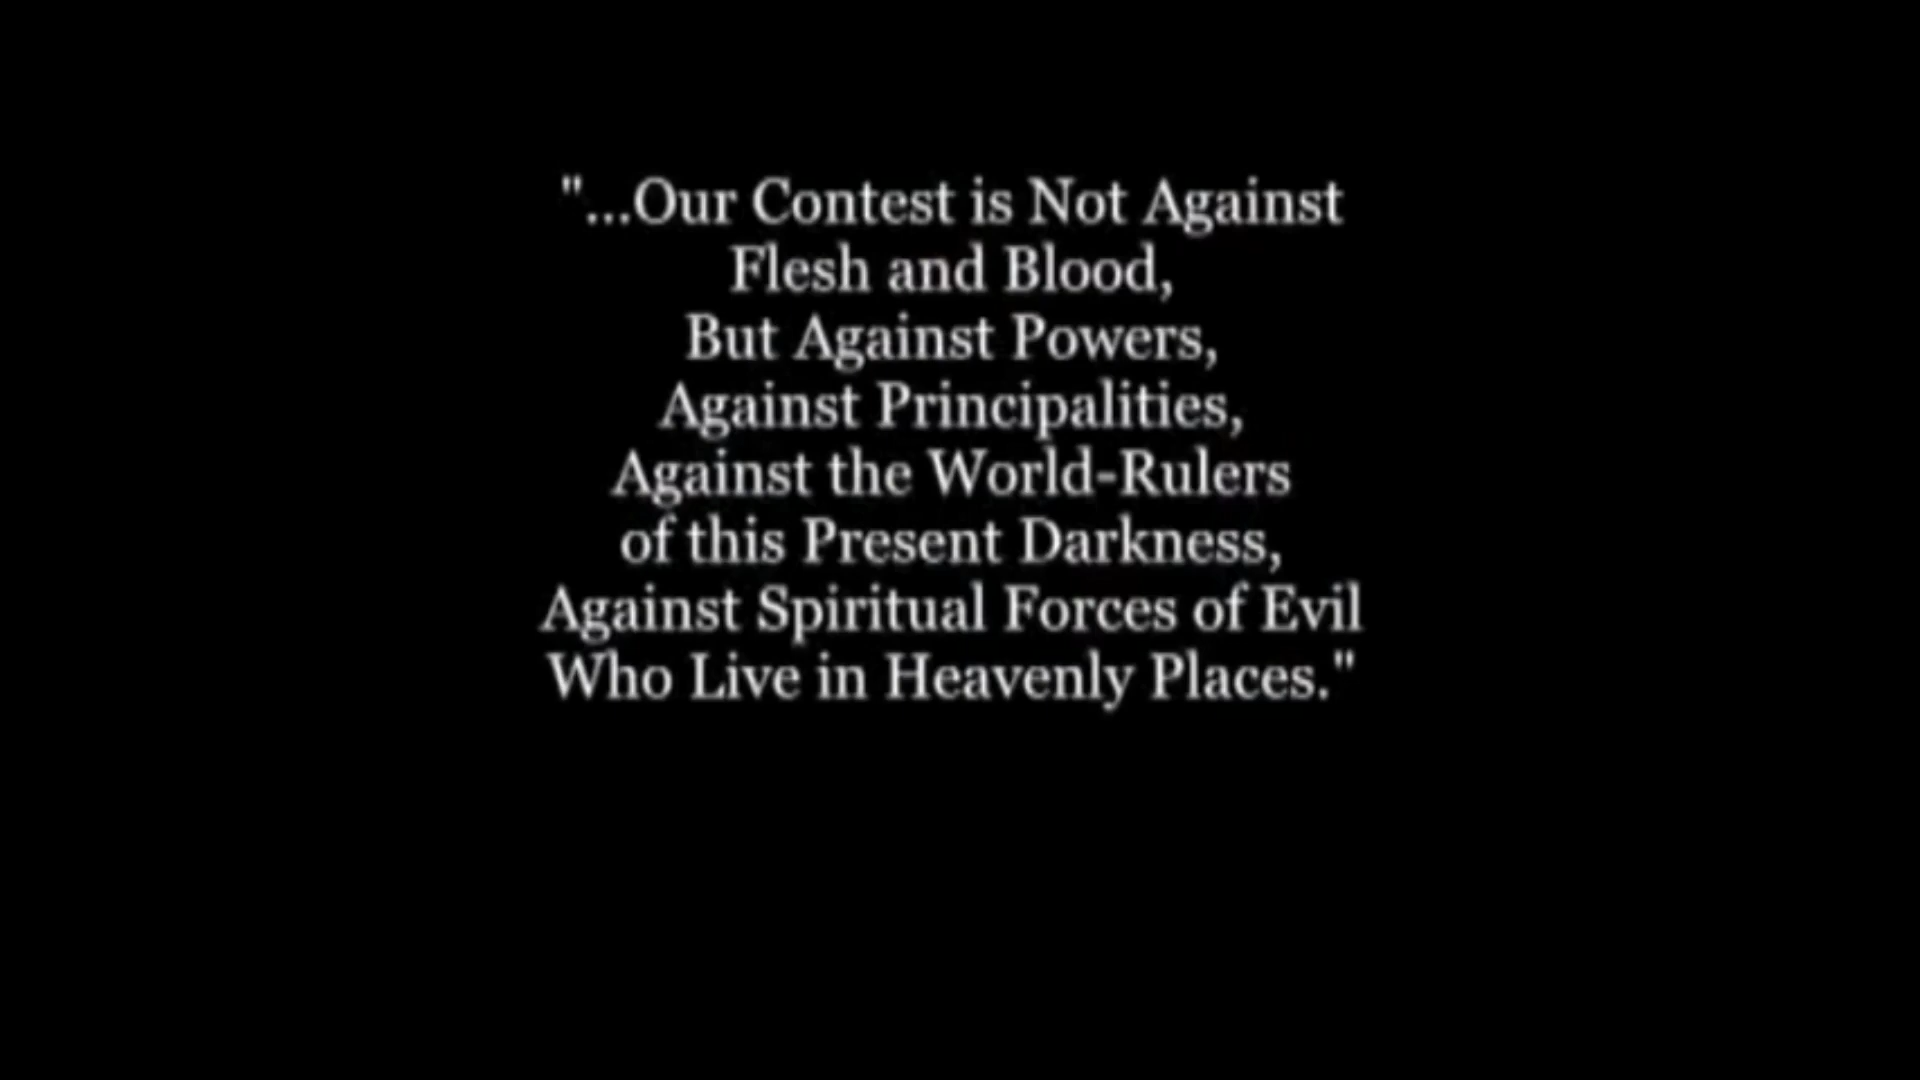 "...Our Contest is Not Against
Flesh and Blood,
But Against Powers,
Against Principalities,
Against the World-Rulers
of this Present Darkness,
Against Spiritual Forces of Evil
Who Live in Heavenly Places."